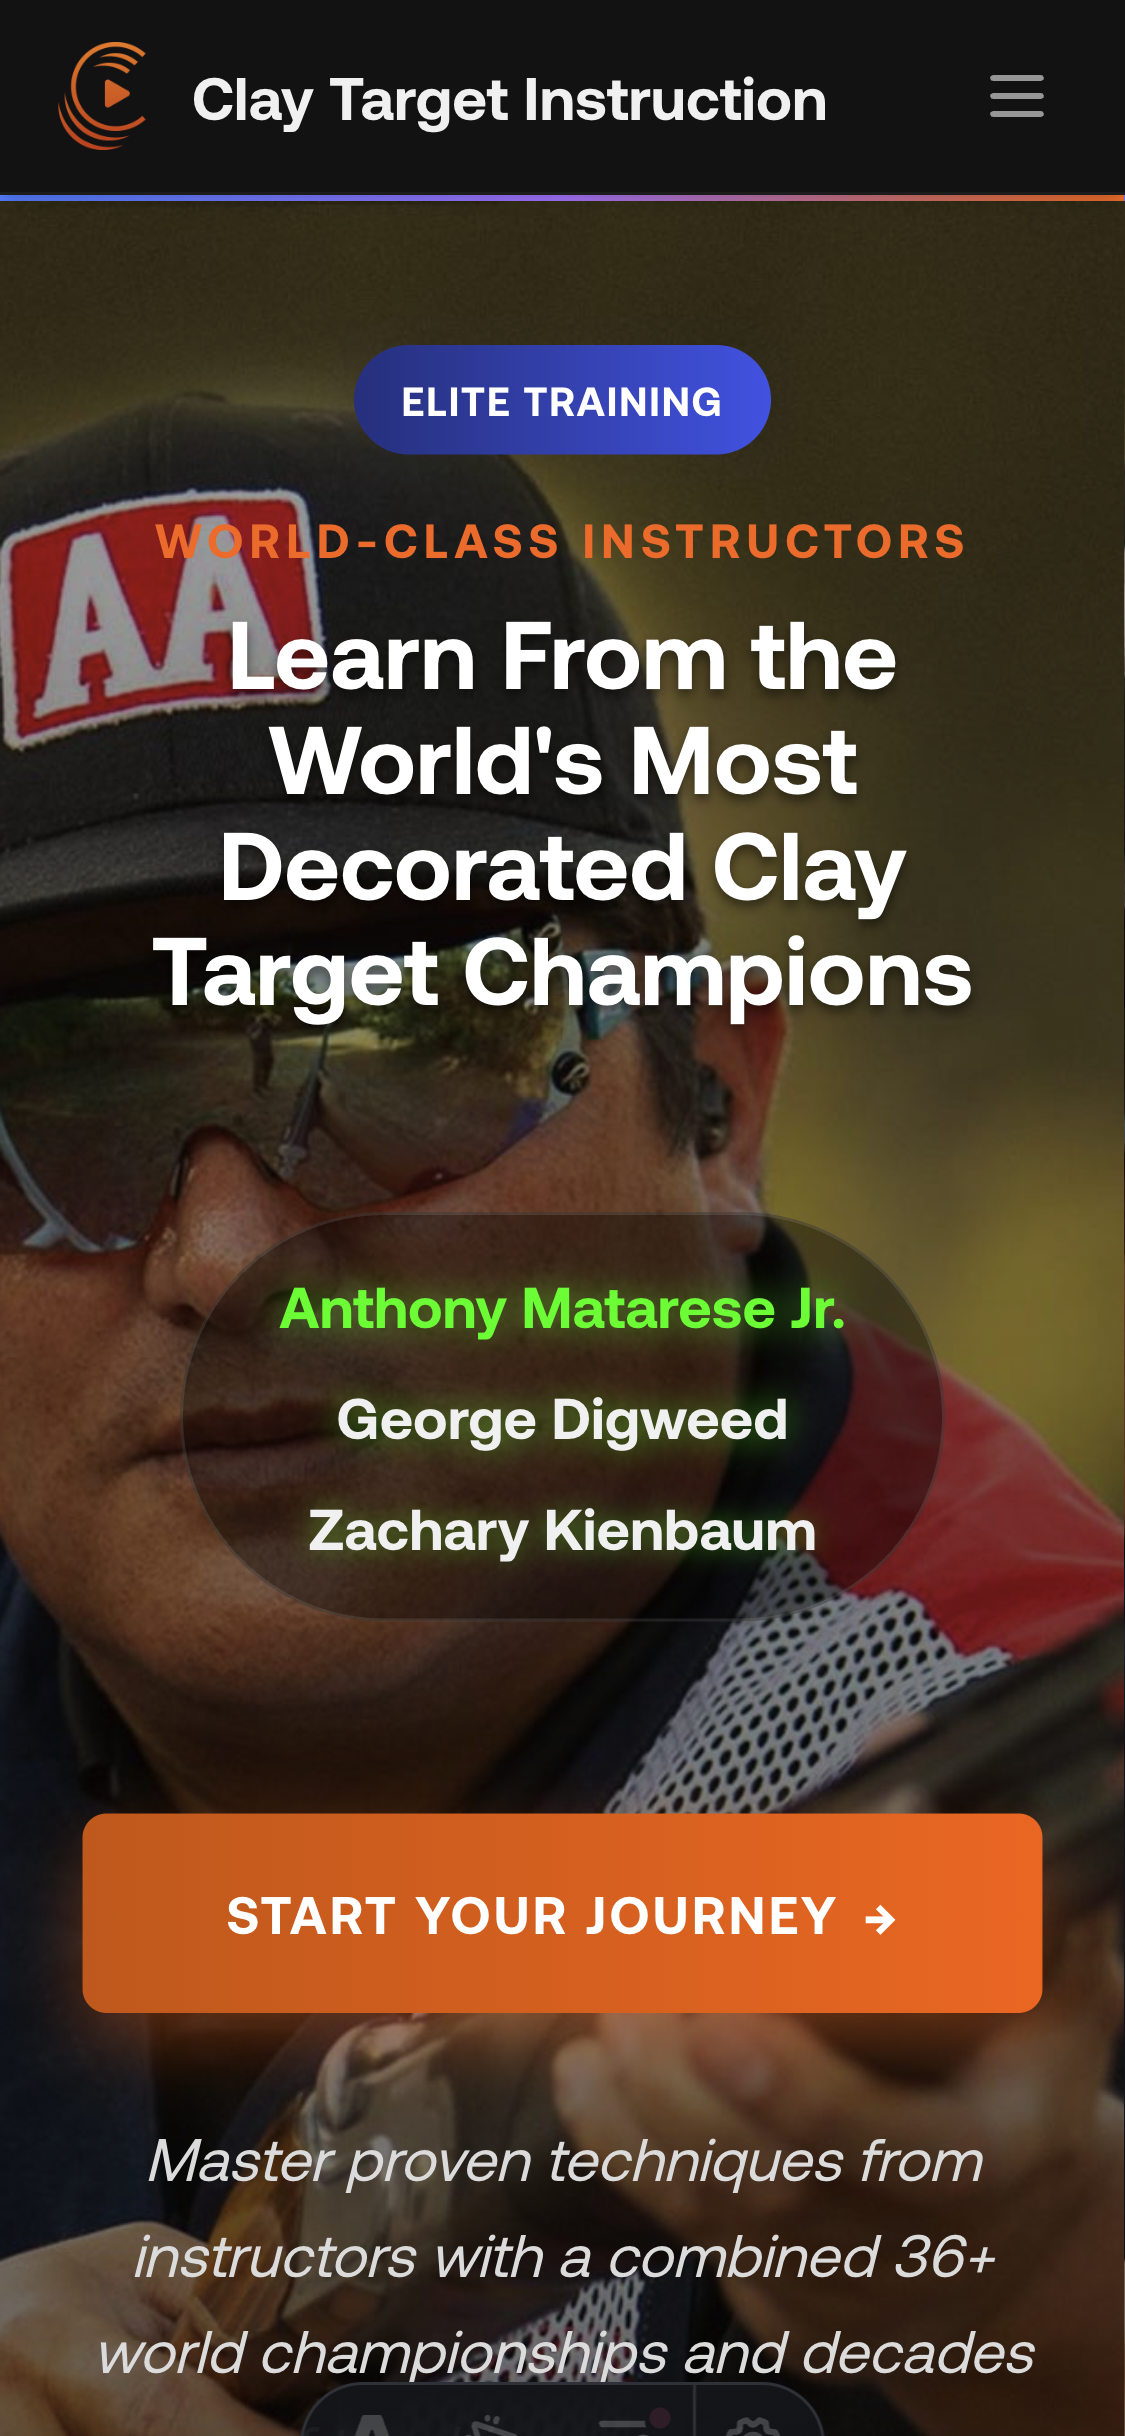 Clay Target Instruction
ELITE TRAINING
AA
WORLD-CLASS INSTRUCTORS
Learn From the
World's Most
Decorated Clay
Target Champions
Anthony Matarese Jr.
George Digweed
Zachary Kienbaum
START YOUR JOURNEY →
Master proven techniques from
instructors with a combined 36+
world championships and decades